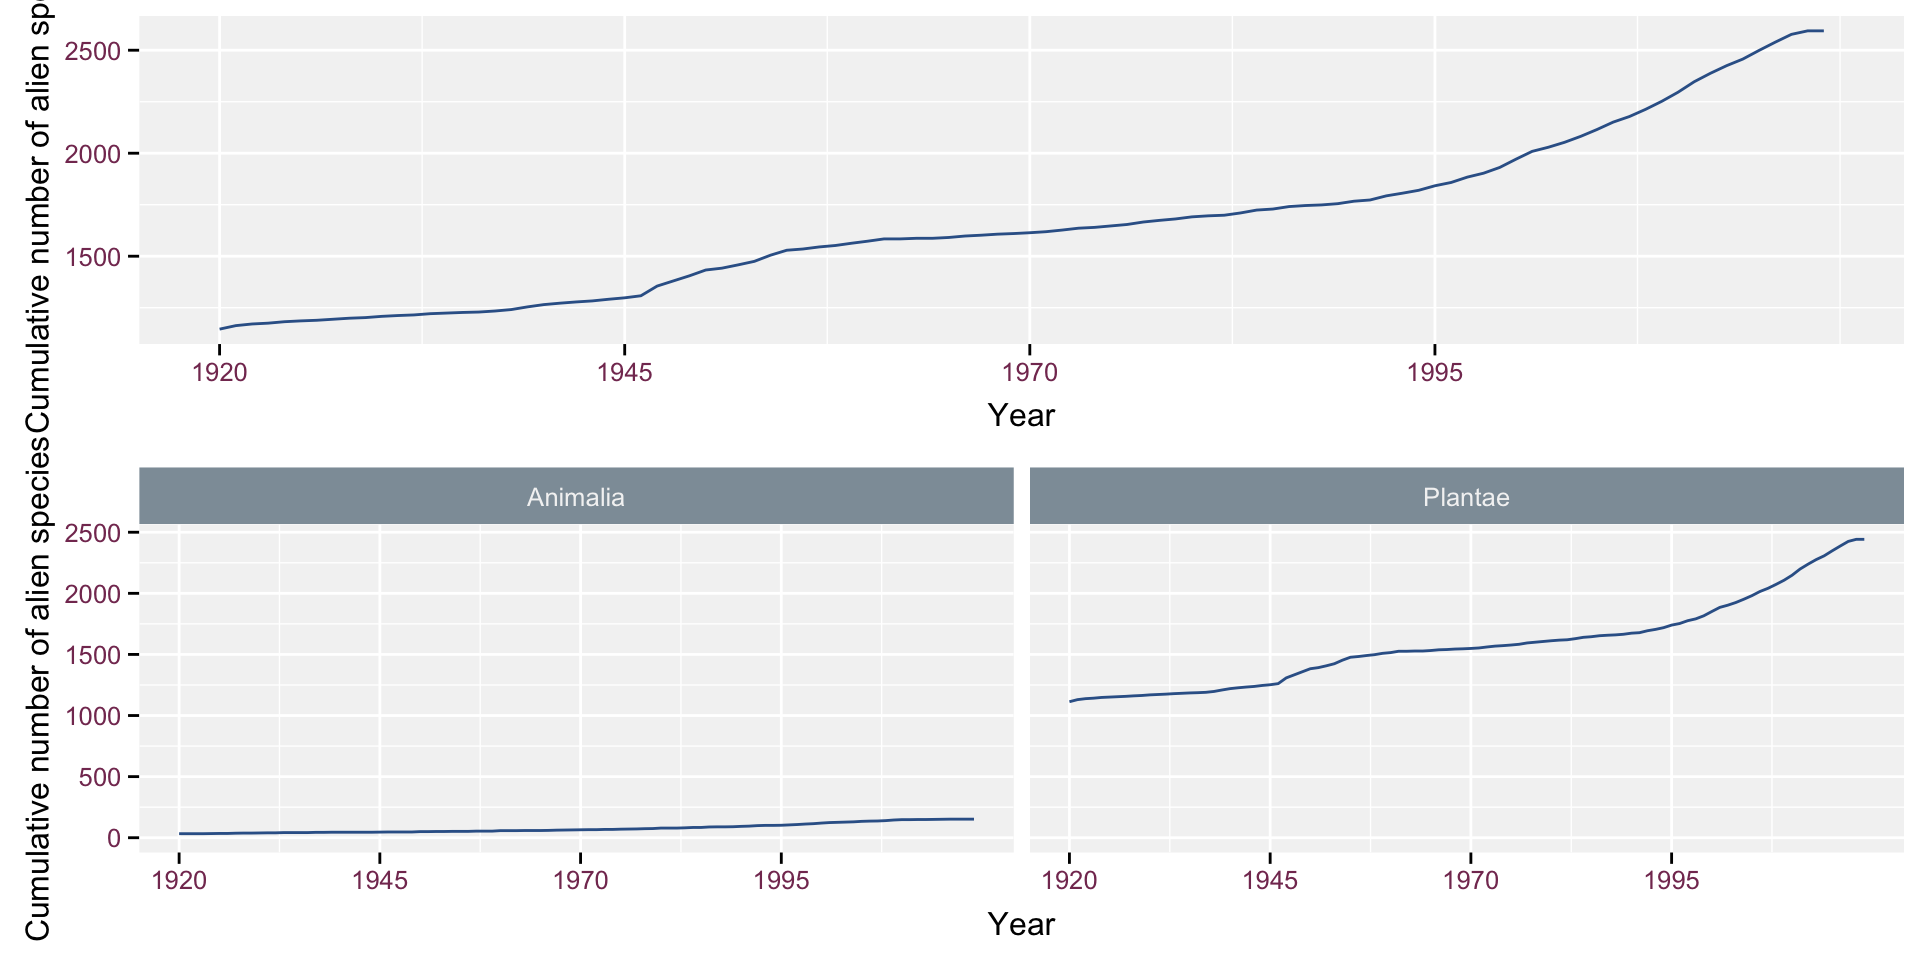 Cumulative number of alien spe
2500
2000
1500
1920 1945 1970 1995
Year
Cumulative number of alien species
Animalia Plantae
2500
2000
1500
1000
500
0
1920 1945 1970 1995 1920 1945 1970 1995
Year